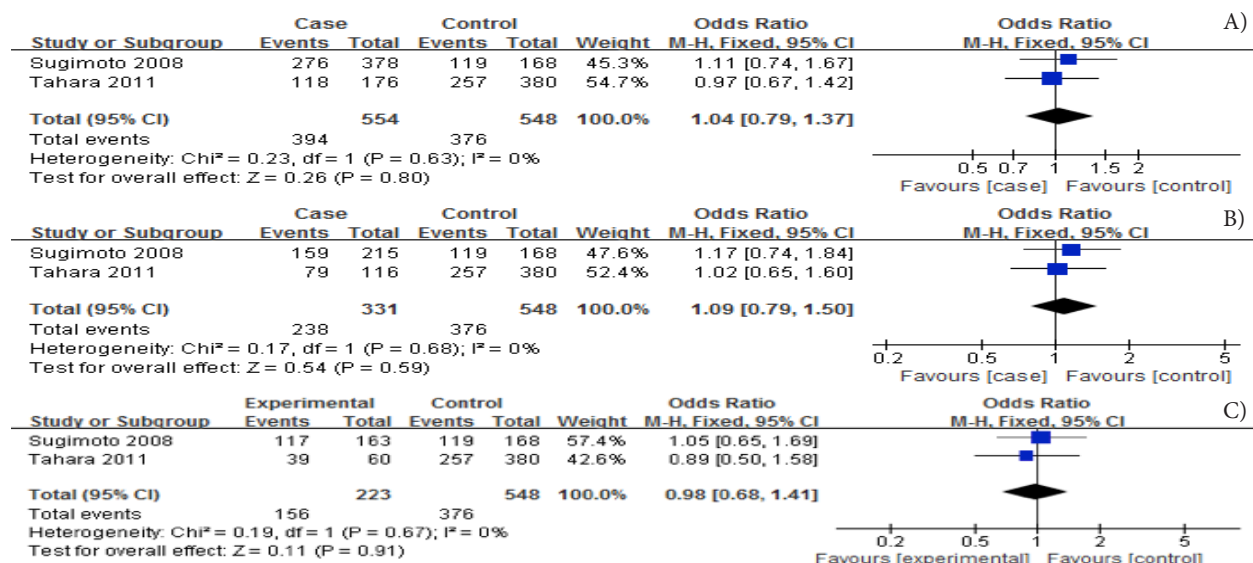 Case Control Odds Ratio Odds Ratio A)
Study or Subgroup Events Total Events Total Weight M-H, Fixed, 95% CI M-H, Fixed, 95% CI
Sugimoto 2008 276 378 119 168 45.3% 1.11 [0.74, 1.67]
Tahara 2011 118 176 257 380 54.7% 0.97 [0.67, 1.42]
Total (95% CI) 554 548 100.0% 1.04 [0.79, 1.37]
Total events 394 376
Heterogeneity: Chi² = 0.23, df = 1 (P = 0.63); I² = 0%
Test for overall effect: Z = 0.26 (P = 0.80)
0.5 0.7 1 1.5 2
Favours [case] Favours [control]
Case Control Odds Ratio Odds Ratio B)
Study or Subgroup Events Total Events Total Weight M-H, Fixed, 95% CI M-H, Fixed, 95% CI
Sugimoto 2008 159 215 119 168 47.6% 1.17 [0.74, 1.84]
Tahara 2011 79 116 257 380 52.4% 1.02 [0.65, 1.60]
Total (95% CI) 331 548 100.0% 1.09 [0.79, 1.50]
Total events 238 376
Heterogeneity: Chi² = 0.17, df = 1 (P = 0.68); I² = 0%
Test for overall effect: Z = 0.54 (P = 0.59)
0.2 0.5 1 2 5
Favours [case] Favours [control]
Experimental Control Odds Ratio Odds Ratio C)
Study or Subgroup Events Total Events Total Weight M-H, Fixed, 95% CI M-H, Fixed, 95% CI
Sugimoto 2008 117 163 119 168 57.4% 1.05 [0.65, 1.69]
Tahara 2011 39 60 257 380 42.6% 0.89 [0.50, 1.58]
Total (95% CI) 223 548 100.0% 0.98 [0.68, 1.41]
Total events 156 376
Heterogeneity: Chi² = 0.19, df = 1 (P = 0.67); I² = 0%
Test for overall effect: Z = 0.11 (P = 0.91)
0.2 0.5 1 2 5
Favours [experimental] Favours [control]